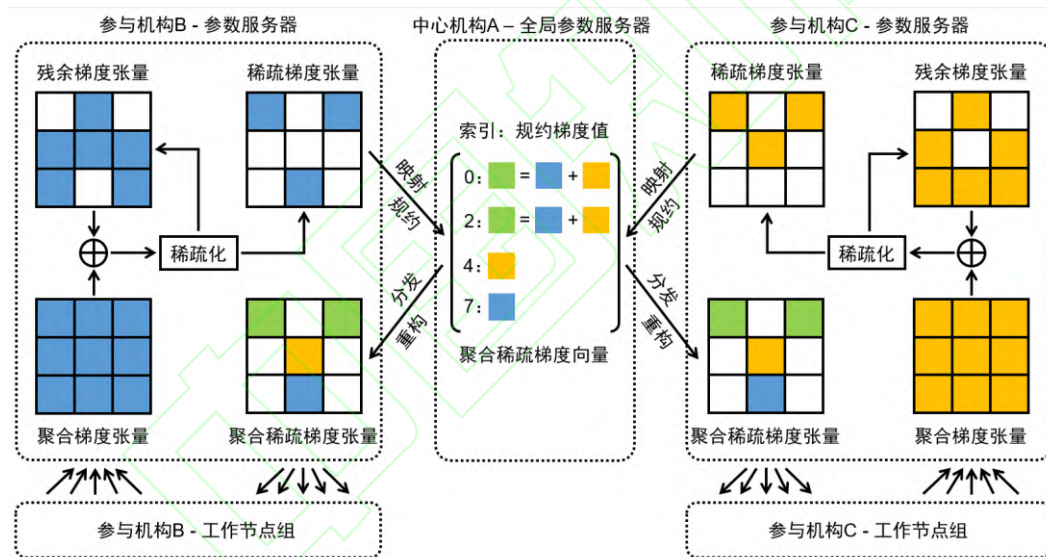 参与机构B - 参数服务器
中心机构A – 全局参数服务器
参与机构C - 参数服务器
残余梯度张量
稀疏梯度张量
稀疏梯度张量
残余梯度张量
索引：规约梯度值
映射
规约
0： = +
2： = +
4：
7：
映射
规约
稀疏化
稀疏化
分发
重构
分发
重构
聚合稀疏梯度向量
聚合梯度张量
聚合稀疏梯度张量
聚合稀疏梯度张量
聚合梯度张量
参与机构B - 工作节点组
参与机构C - 工作节点组